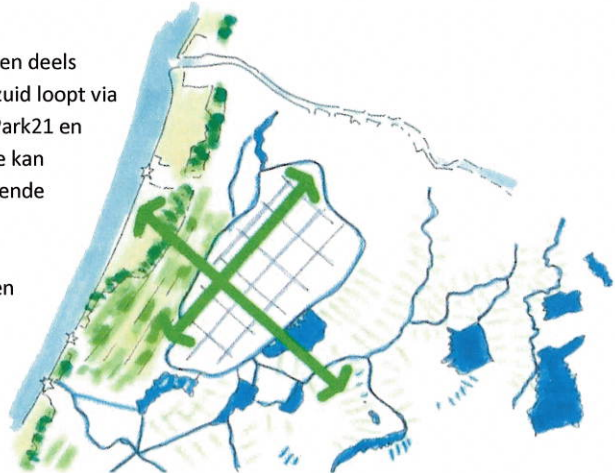 en deels
zuid loopt via
Park21 en
e kan
ende
en